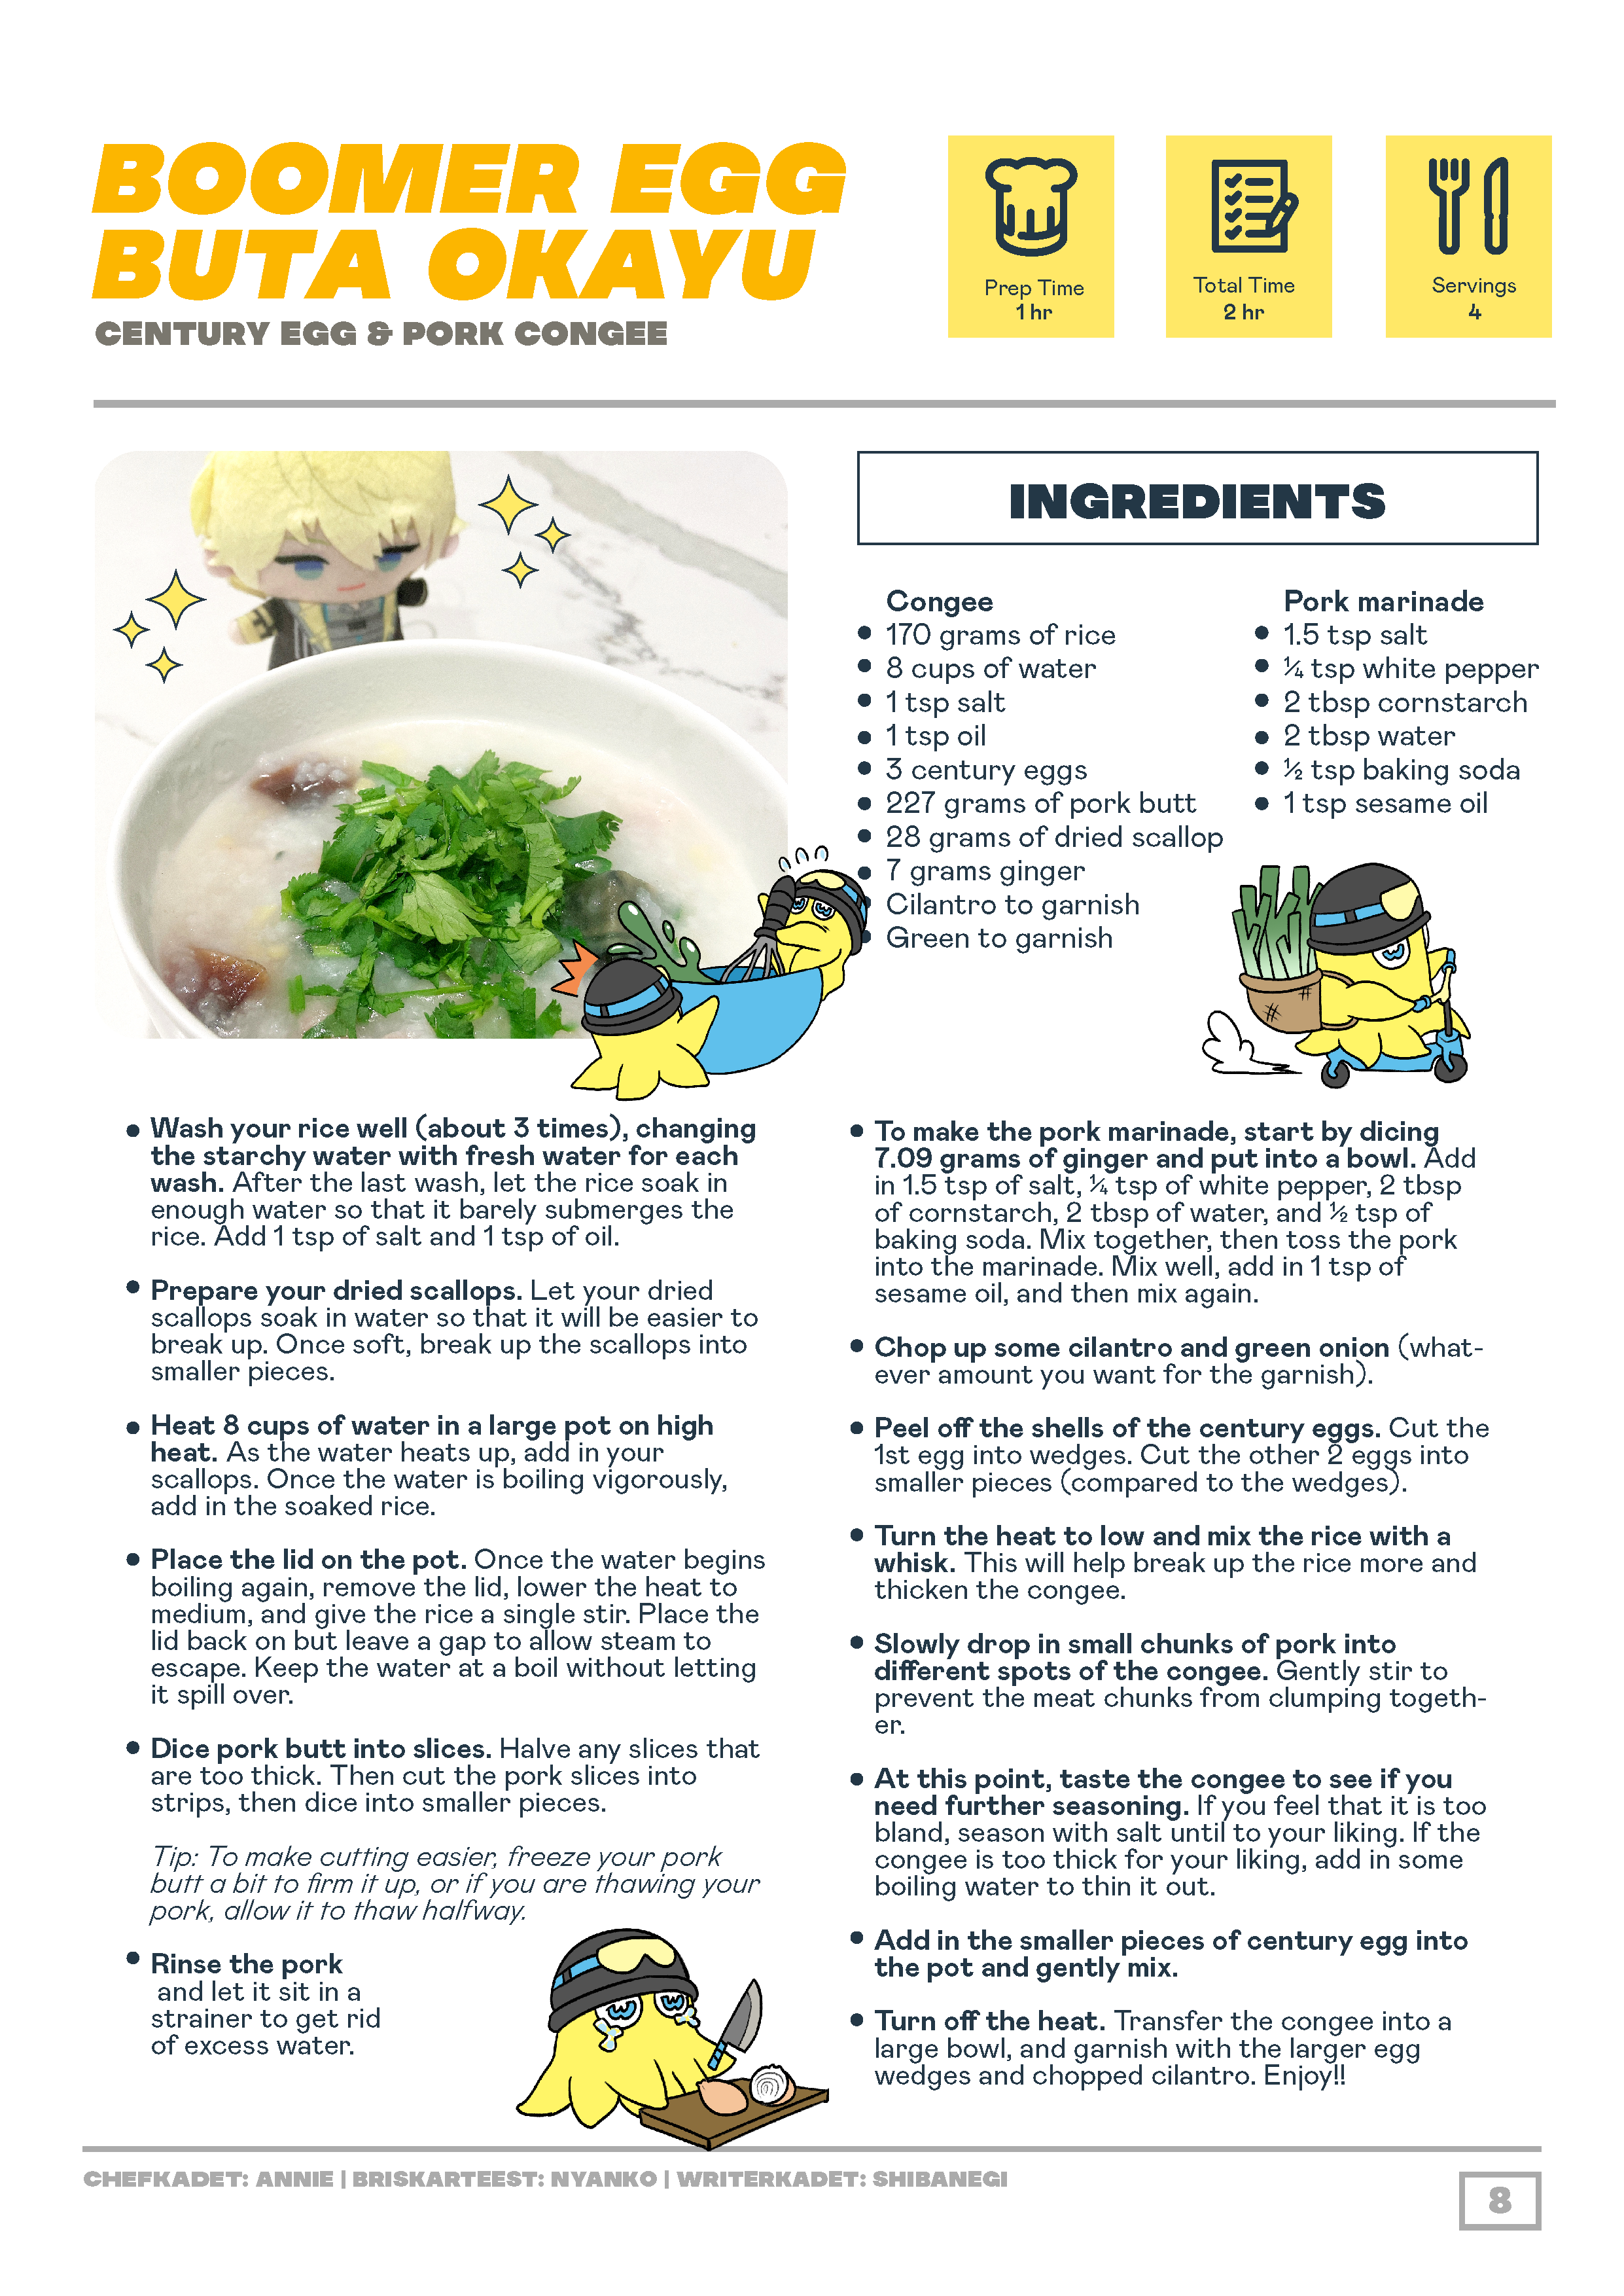 BOOMER EGG
BUTA OKAYU
CENTURY EGG & PORK CONGEE
Prep Time
1 hr
Total Time
2 hr
Servings
4
INGREDIENTS
Congee
• 170 grams of rice
• 8 cups of water
• 1 tsp salt
• 1 tsp oil
• 3 century eggs
• 227 grams of pork butt
• 28 grams of dried scallop
• 7 grams ginger
• Cilantro to garnish
• Green to garnish
Pork marinade
• 1.5 tsp salt
• ¼ tsp white pepper
• 2 tbsp cornstarch
• 2 tbsp water
• ½ tsp baking soda
• 1 tsp sesame oil
• Wash your rice well (about 3 times), changing
the starchy water with fresh water for each
wash. After the last wash, let the rice soak in
enough water so that it barely submerges the
rice. Add 1 tsp of salt and 1 tsp of oil.
• Prepare your dried scallops. Let your dried
scallops soak in water so that it will be easier to
break up. Once soft, break up the scallops into
smaller pieces.
• Heat 8 cups of water in a large pot on high
heat. As the water heats up, add in your
scallops. Once the water is boiling vigorously,
add in the soaked rice.
• Place the lid on the pot. Once the water begins
boiling again, remove the lid, lower the heat to
medium, and give the rice a single stir. Place the
lid back on but leave a gap to allow steam to
escape. Keep the water at a boil without letting
it spill over.
• Dice pork butt into slices. Halve any slices that
are too thick. Then cut the pork slices into
strips, then dice into smaller pieces.
Tip: To make cutting easier, freeze your pork
butt a bit to firm it up, or if you are thawing your
pork, allow it to thaw halfway.
• Rinse the pork
and let it sit in a
strainer to get rid
of excess water.
• To make the pork marinade, start by dicing
7.09 grams of ginger and put into a bowl. Add
in 1.5 tsp of salt, ¼ tsp of white pepper, 2 tbsp
of cornstarch, 2 tbsp of water, and ½ tsp of
baking soda. Mix together, then toss the pork
into the marinade. Mix well, add in 1 tsp of
sesame oil, and then mix again.
• Chop up some cilantro and green onion (what-
ever amount you want for the garnish).
• Peel off the shells of the century eggs. Cut the
1st egg into wedges. Cut the other 2 eggs into
smaller pieces (compared to the wedges).
• Turn the heat to low and mix the rice with a
whisk. This will help break up the rice more and
thicken the congee.
• Slowly drop in small chunks of pork into
different spots of the congee. Gently stir to
prevent the meat chunks from clumping togeth-
er.
• At this point, taste the congee to see if you
need further seasoning. If you feel that it is too
bland, season with salt until to your liking. If the
congee is too thick for your liking, add in some
boiling water to thin it out.
• Add in the smaller pieces of century egg into
the pot and gently mix.
• Turn off the heat. Transfer the congee into a
large bowl, and garnish with the larger egg
wedges and chopped cilantro. Enjoy!!
CHEFKADET: ANNIE | BRISKARTEEST: NYANKO | WRITERKADET: SHIBANEGI
8